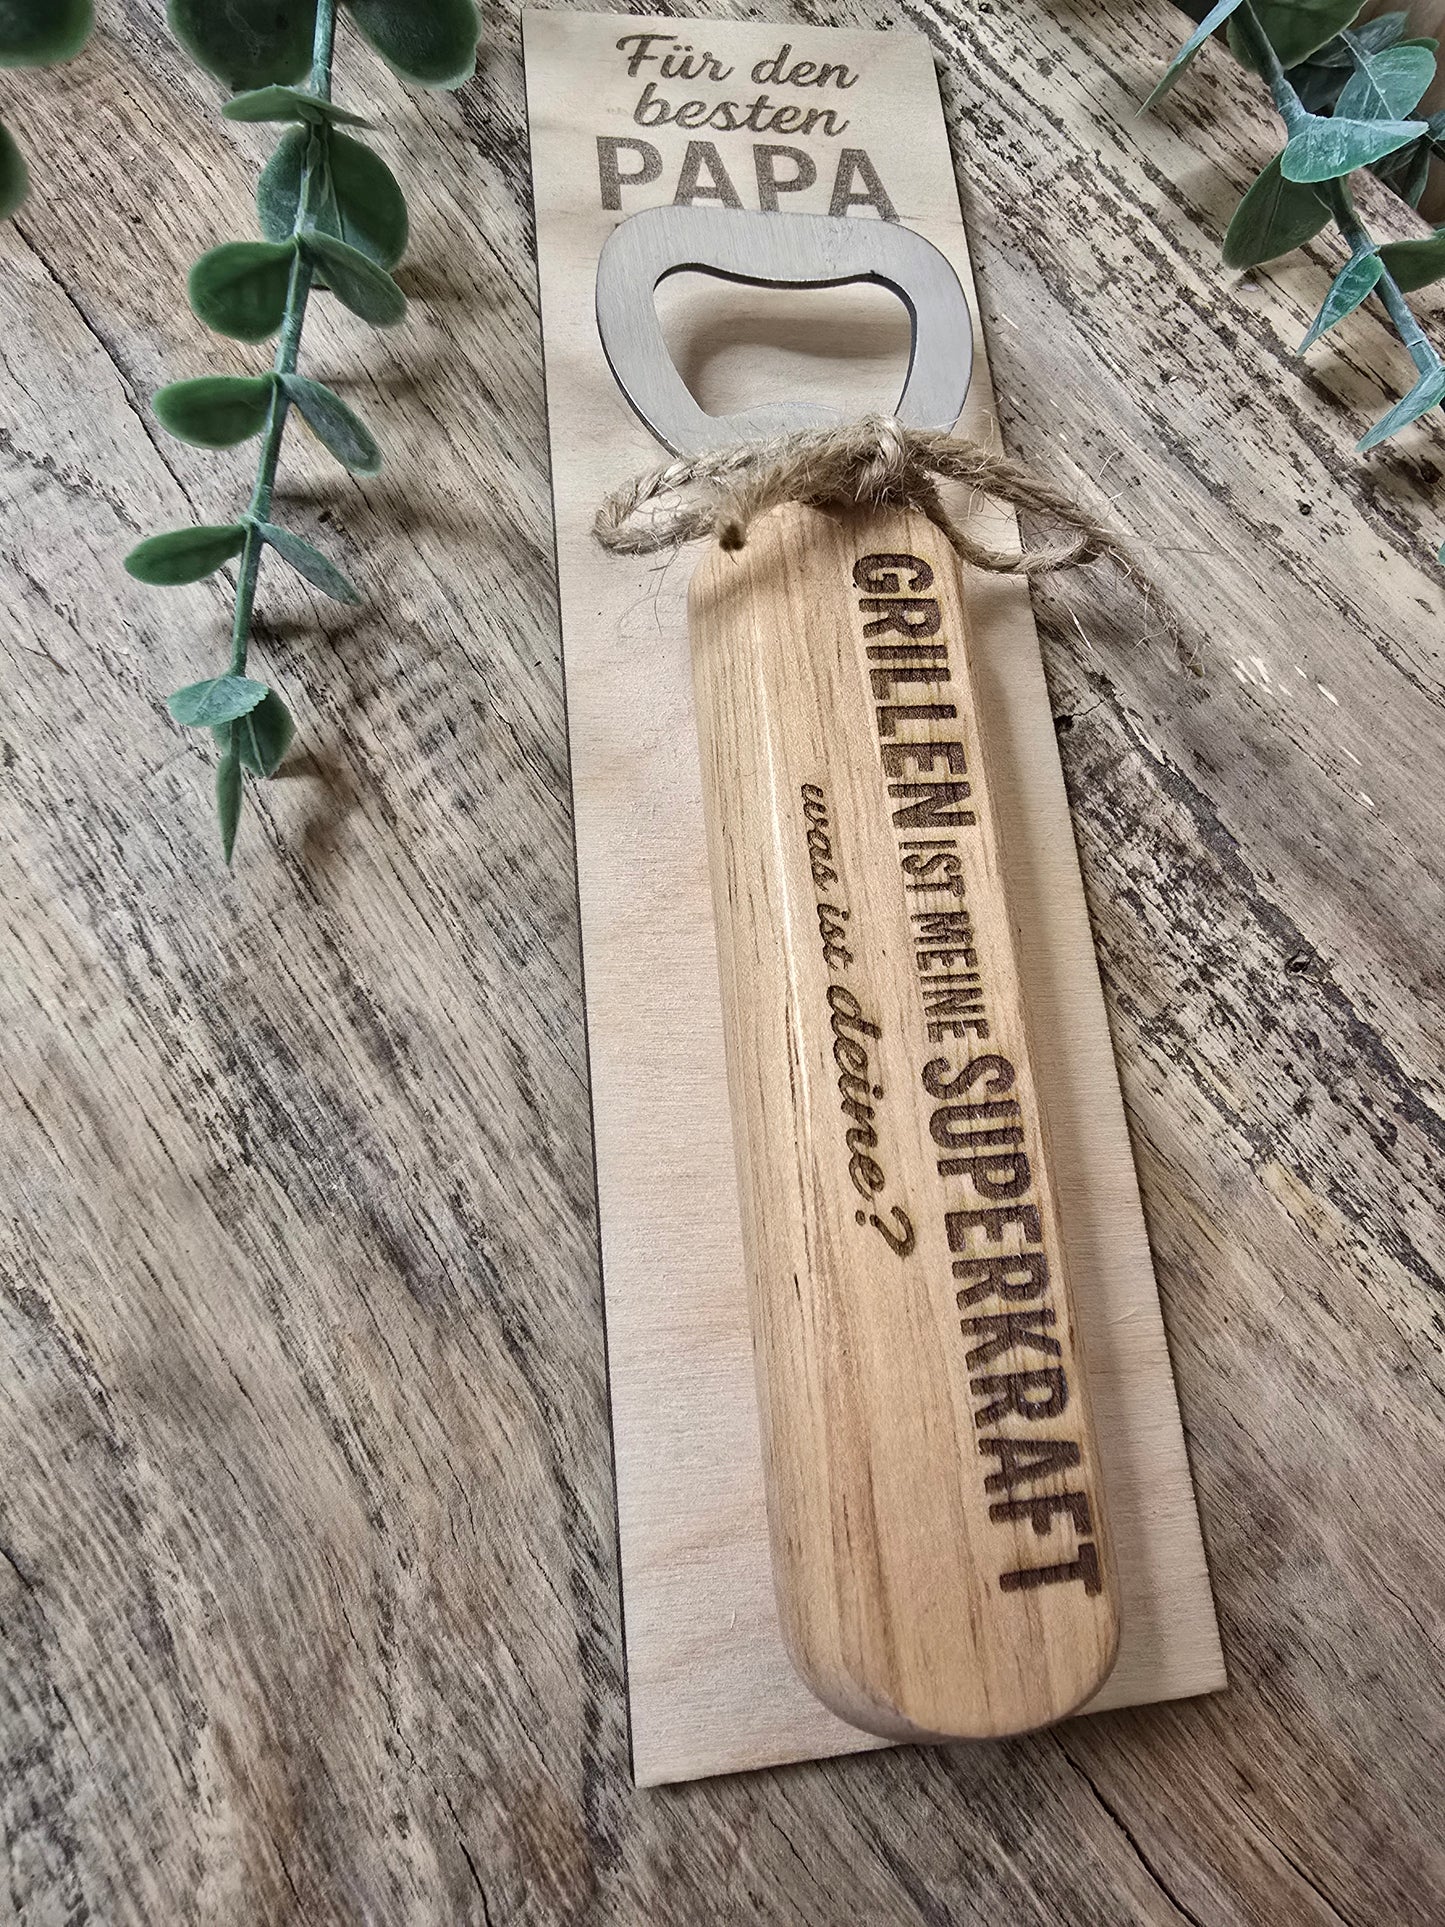 Für den
besten
PAPA
GRILLEN IST MEINE SUPERKRAFT
was ist deine?